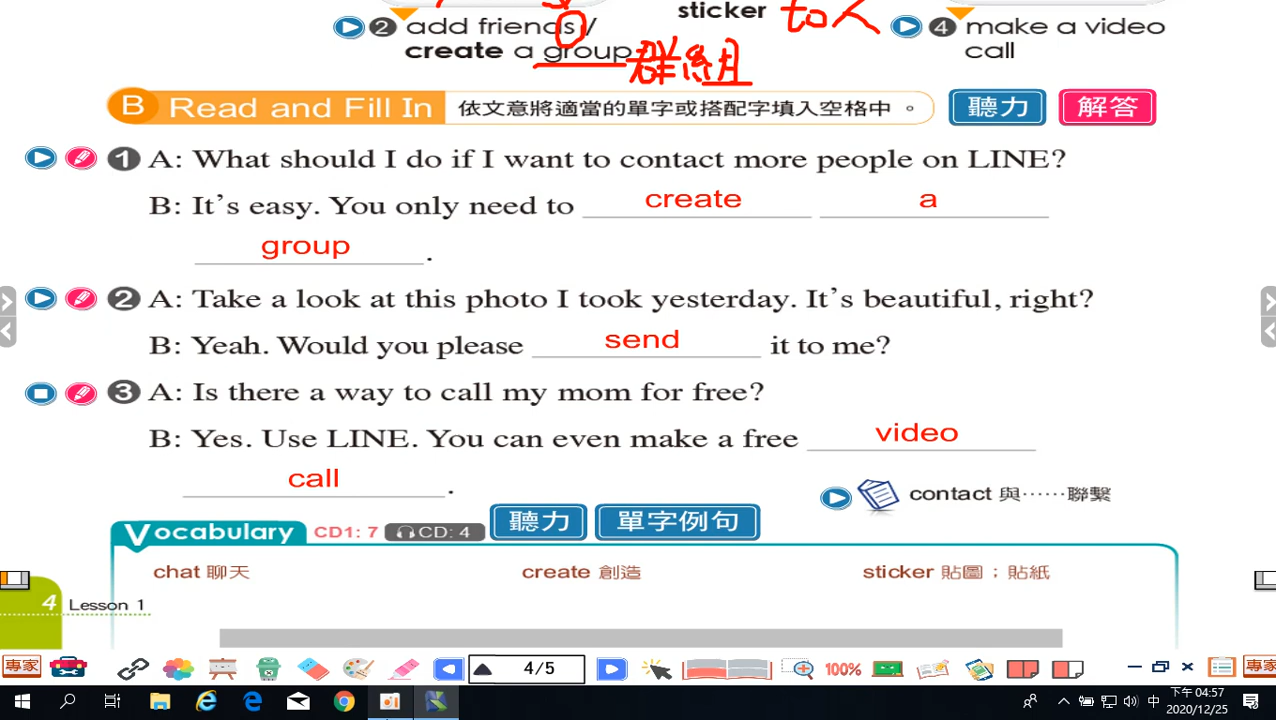 sticker to人
2 add friends/
create a group 群組
4 make a video
call
B Read and Fill In 依文意將適當的單字或搭配字填入空格中。 聽力 解答
1 A: What should I do if I want to contact more people on LINE?
B: It's easy. You only need to create a
group.
2 A: Take a look at this photo I took yesterday. It's beautiful, right?
B: Yeah. Would you please send it to me?
3 A: Is there a way to call my mom for free?
B: Yes. Use LINE. You can even make a free video
call.
contact 與……聯繫
Vocabulary CD1: 7 CD: 4 聽力 單字例句
chat 聊天 create 創造 sticker 貼圖；貼紙
4 Lesson 1
專家 4/5 100% 專家
中 下午 04:57
2020/12/25